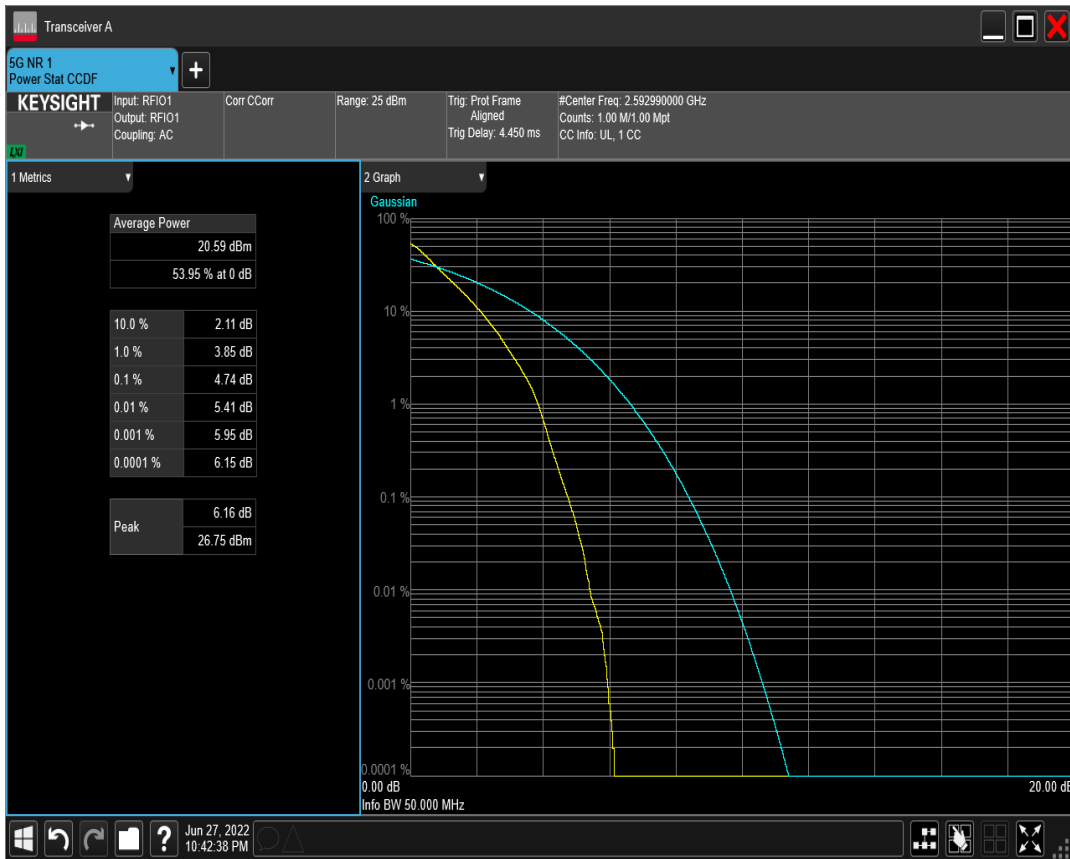 Transceiver A
5G NR 1
Power Stat CCDF
+
KEYSIGHT
LXI
Input: RFIO1
Output: RFIO1
Coupling: AC
Corr CCorr
Range: 25 dBm
Trig: Prot Frame
Aligned
Trig Delay: 4.450 ms
#Center Freq: 2.592990000 GHz
Counts: 1.00 M/1.00 Mpt
CC Info: UL, 1 CC
1 Metrics
Average Power
20.59 dBm
53.95 % at 0 dB
10.0 % 2.11 dB
1.0 % 3.85 dB
0.1 % 4.74 dB
0.01 % 5.41 dB
0.001 % 5.95 dB
0.0001 % 6.15 dB
Peak
6.16 dB
26.75 dBm
2 Graph
Gaussian
100 %
10 %
1 %
0.1 %
0.01 %
0.001 %
0.0001 %
0.00 dB 20.00 dB
Info BW 50.000 MHz
?
Jun 27, 2022
10:42:38 PM